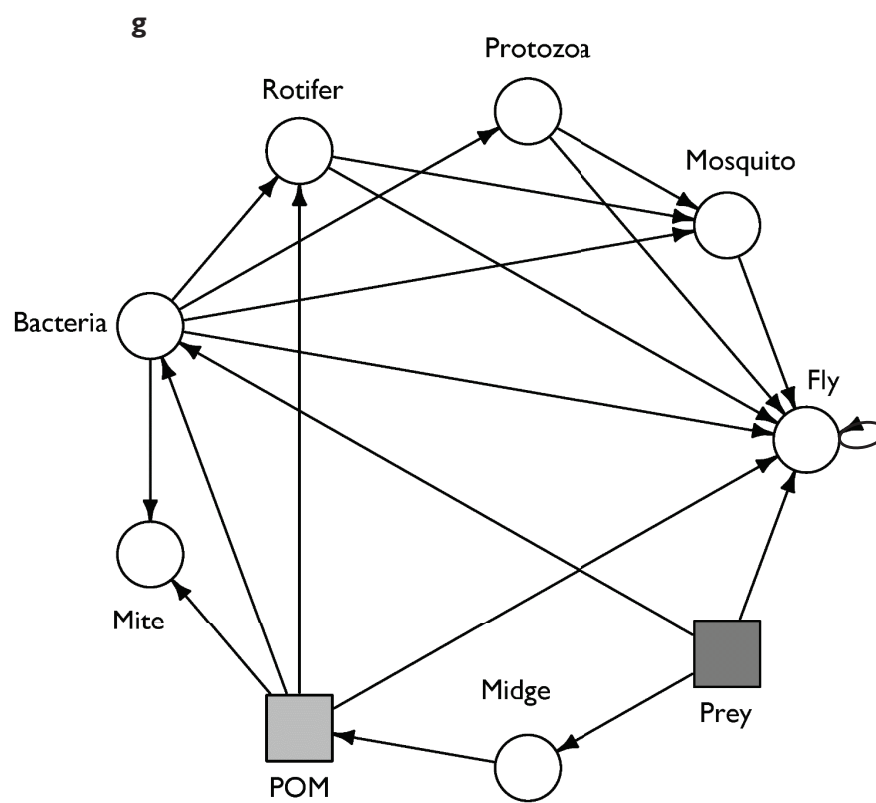 g
Protozoa
Rotifer
Mosquito
Bacteria
Fly
Mite
Midge
Prey
POM